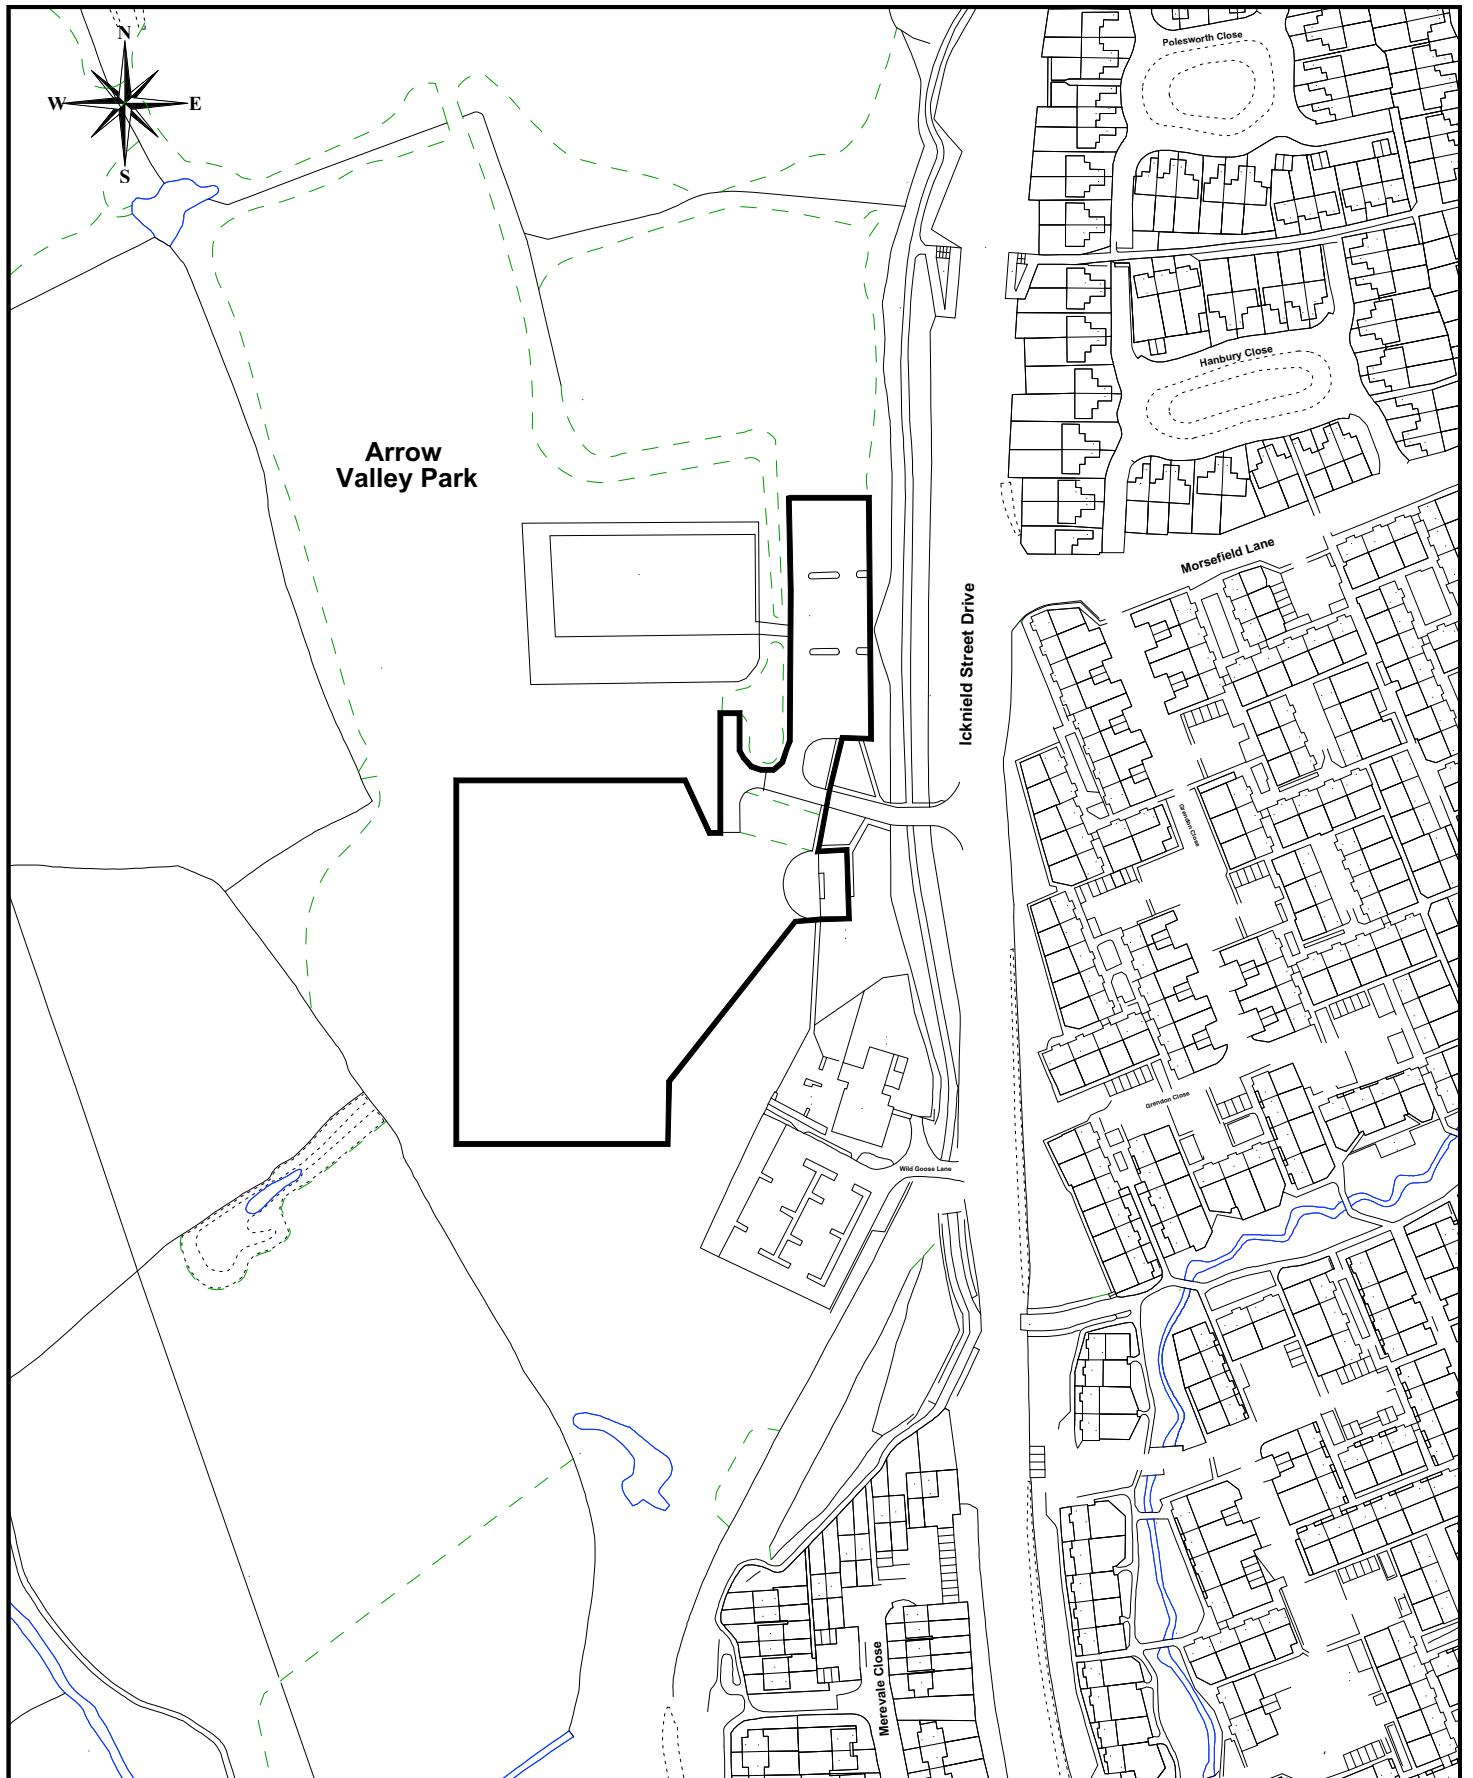 N
W
E
S
Polesworth Close
Hanbury Close
Arrow
Valley Park
Morsefield Lane
Icknield Street Drive
Grendon Close
Grendon Close
Wild Goose Lane
Merevale Close